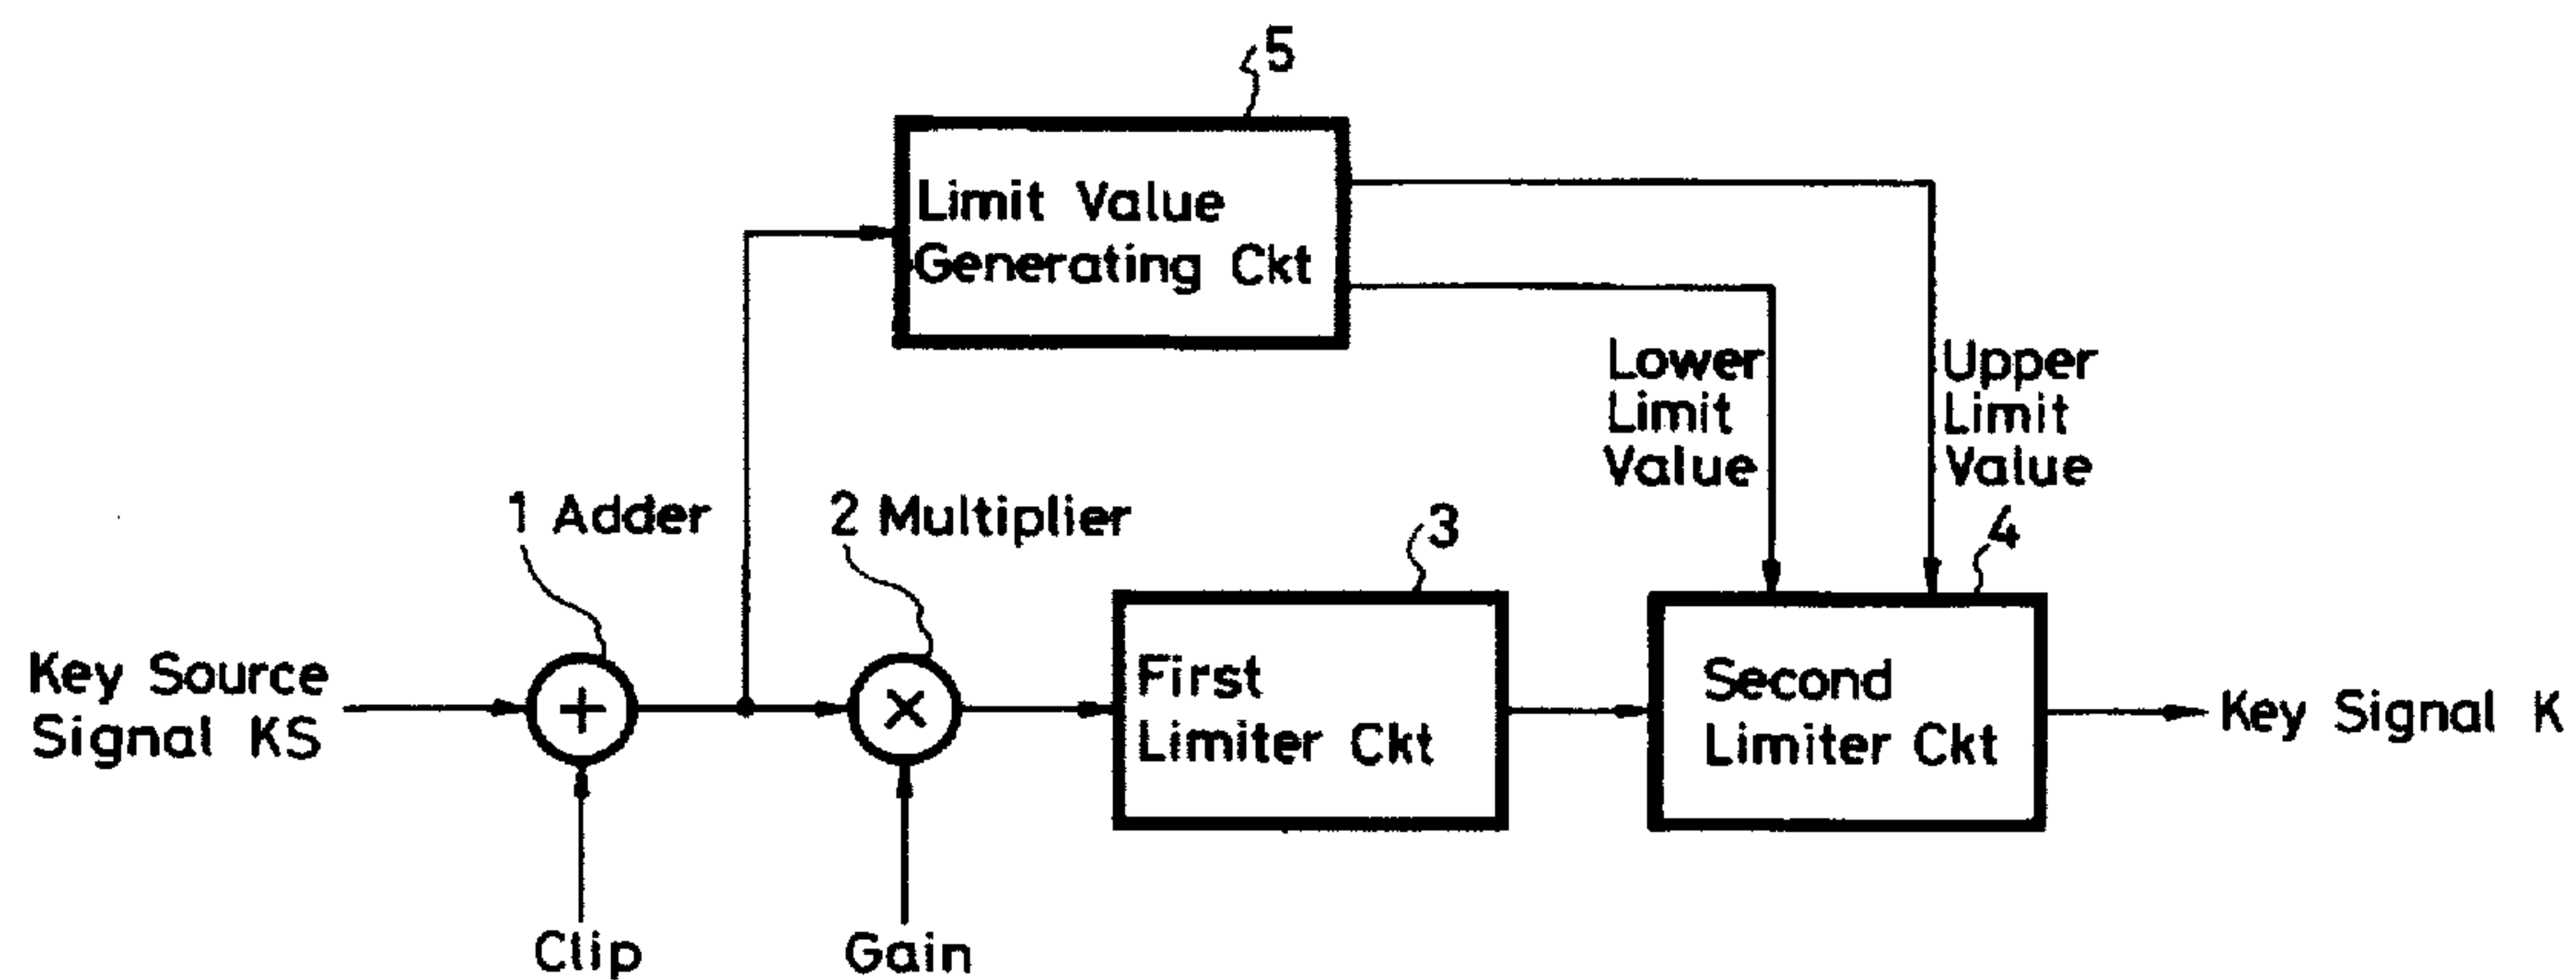 5
Limit Value
Generating Ckt
Lower
Limit
Value
Upper
Limit
Value
1 Adder
2 Multiplier
3
4
Key Source
Signal KS
+
×
First
Limiter Ckt
Second
Limiter Ckt
Key Signal K
Clip
Gain